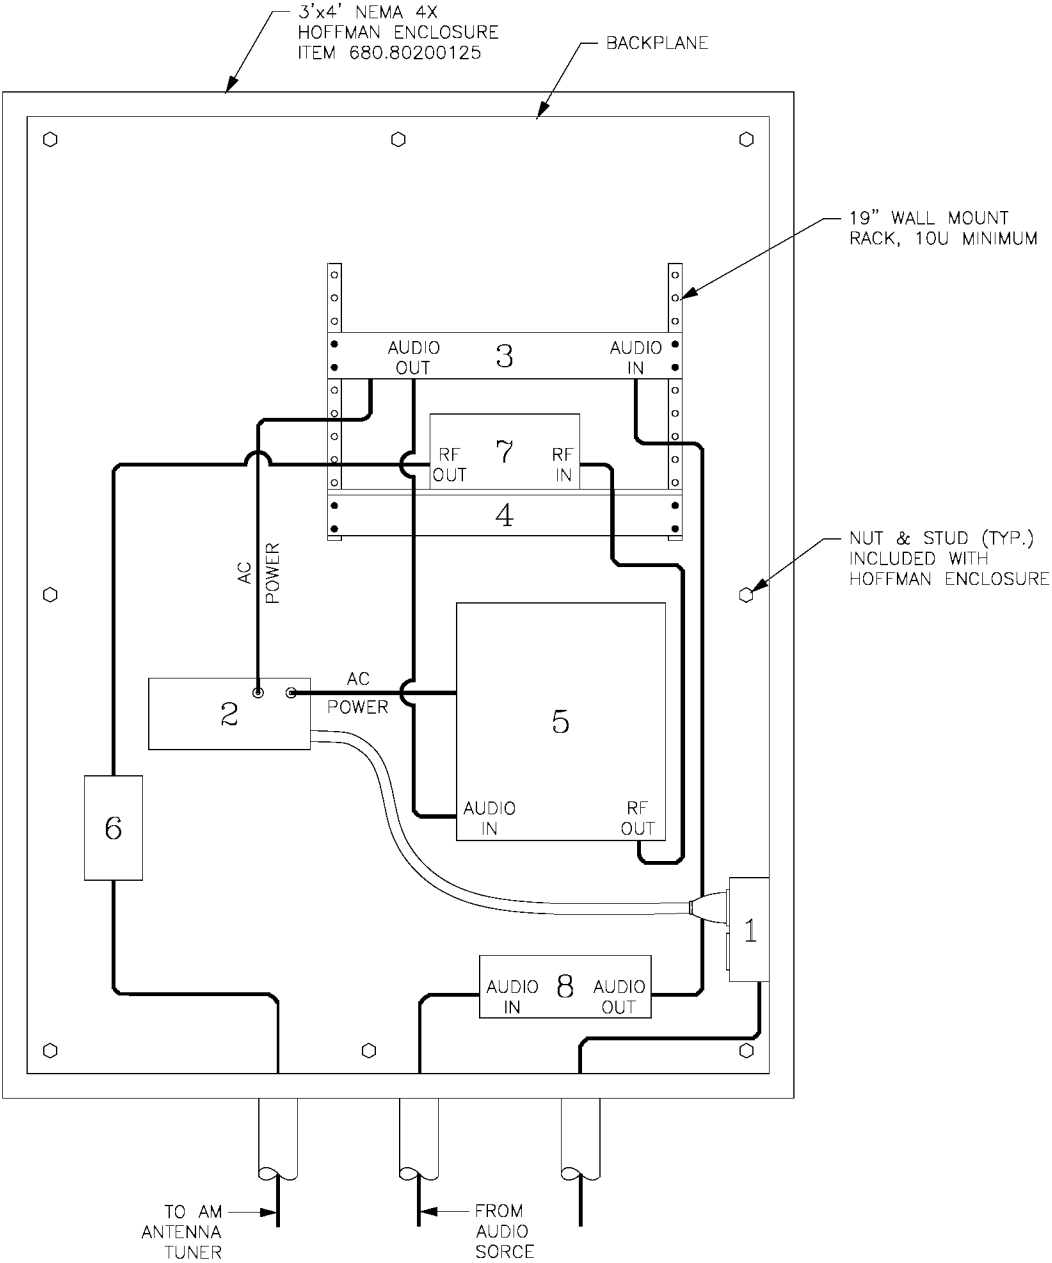 3'x4' NEMA 4X
HOFFMAN ENCLOSURE
ITEM 680.80200125
BACKPLANE
19" WALL MOUNT
RACK, 10U MINIMUM
AUDIO
OUT
3
AUDIO
IN
RF
OUT
7
RF
IN
4
NUT & STUD (TYP.)
INCLUDED WITH
HOFFMAN ENCLOSURE
AC
POWER
2
AC
POWER
5
AUDIO
IN
RF
OUT
6
1
AUDIO
IN
8
AUDIO
OUT
TO AM
ANTENNA
TUNER
FROM
AUDIO
SORCE